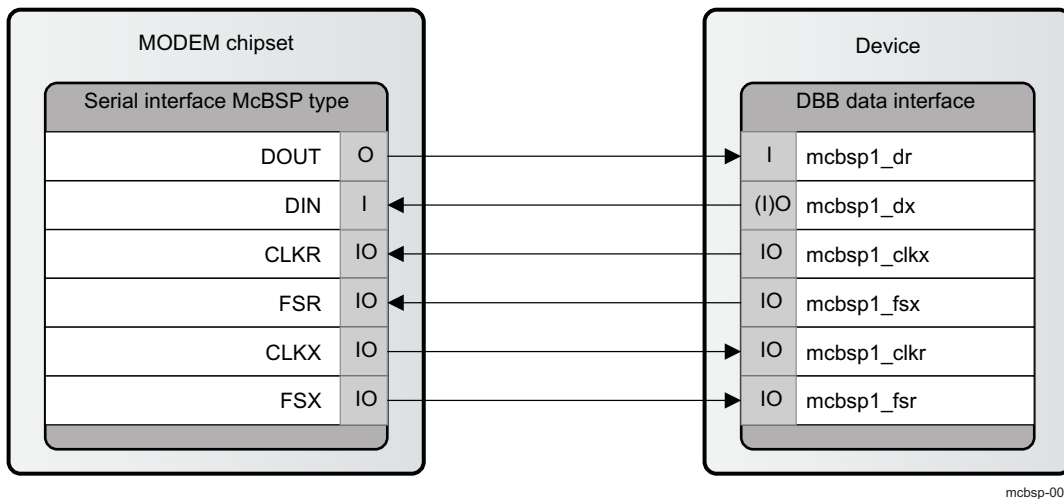 MODEM chipset
Device
Serial interface McBSP type
DBB data interface
DOUT O I mcbsp1_dr
DIN I (I)O mcbsp1_dx
CLKR IO IO mcbsp1_clkx
FSR IO IO mcbsp1_fsx
CLKX IO IO mcbsp1_clkr
FSX IO IO mcbsp1_fsr
mcbsp-00